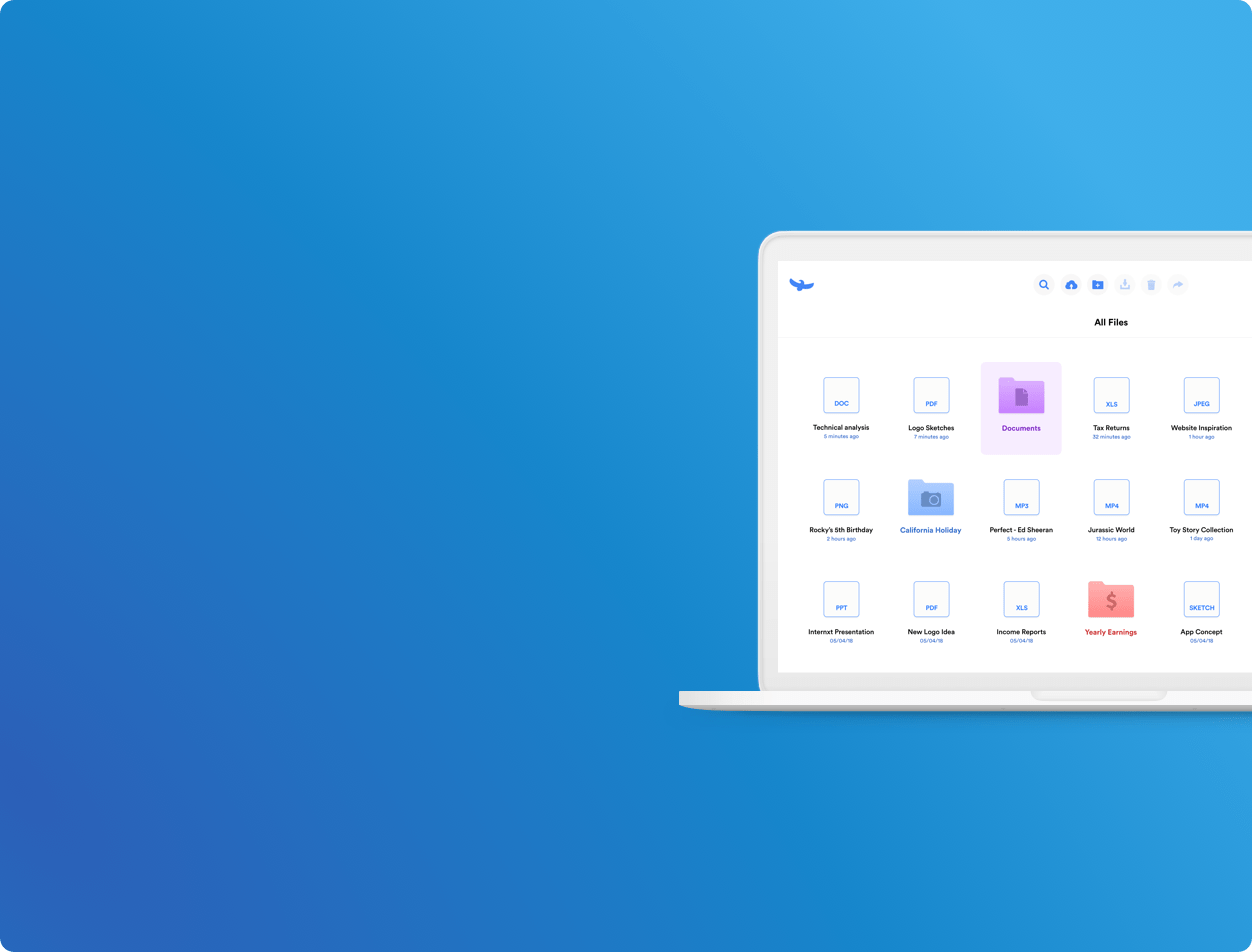 All Files
DOC
PDF
XLS
JPEG
Technical analysis
Logo Sketches
Documents
Tax Returns
Website Inspiration
5 minutes ago
7 minutes ago
32 minutes ago
1 hour ago
PNG
MP3
MP4
MP4
Rocky's 5th Birthday
California Holiday
Perfect - Ed Sheeran
Jurassic World
Toy Story Collection
2 hours ago
5 hours ago
12 hours ago
1 day ago
PPT
PDF
XLS
$
SKETCH
Internxt Presentation
New Logo Idea
Income Reports
Yearly Earnings
App Concept
05/04/18
05/04/18
05/04/18
05/04/18